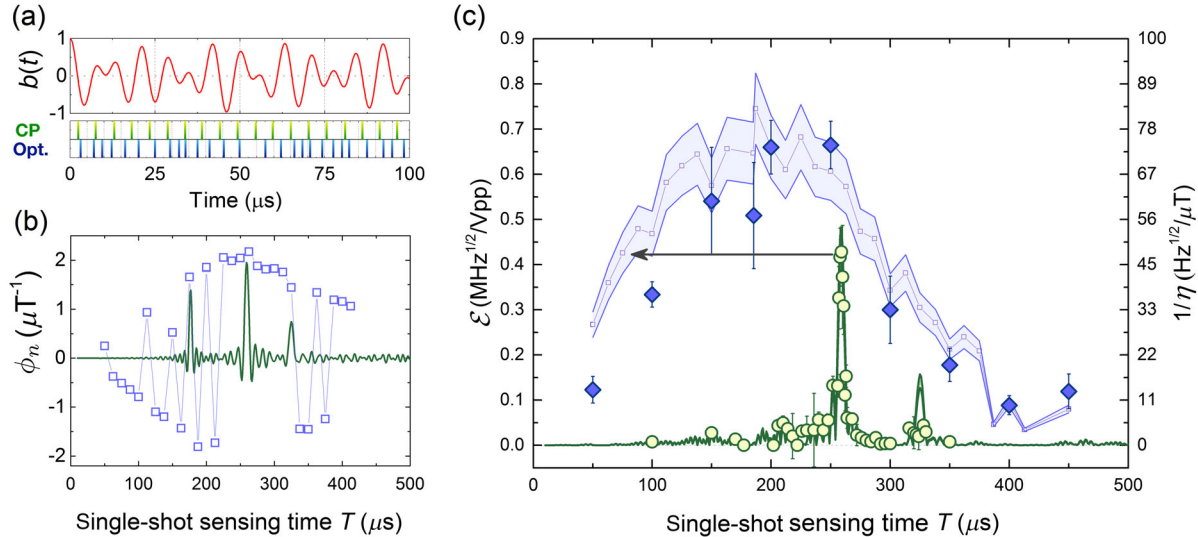 (a)
1
0
-1
b(t)
CP
Opt.
0 25 50 75 100
Time (μs)
(b)
2
1
0
-1
-2
ϕn (μT-1)
0 100 200 300 400 500
Single-shot sensing time T (μs)
(c)
0.9
0.8
0.7
0.6
0.5
0.4
0.3
0.2
0.1
0.0
ℰ (MHz1/2/Vpp)
100
89
78
67
56
45
33
22
11
0
1/η (Hz1/2/μT)
0 100 200 300 400 500
Single-shot sensing time T (μs)